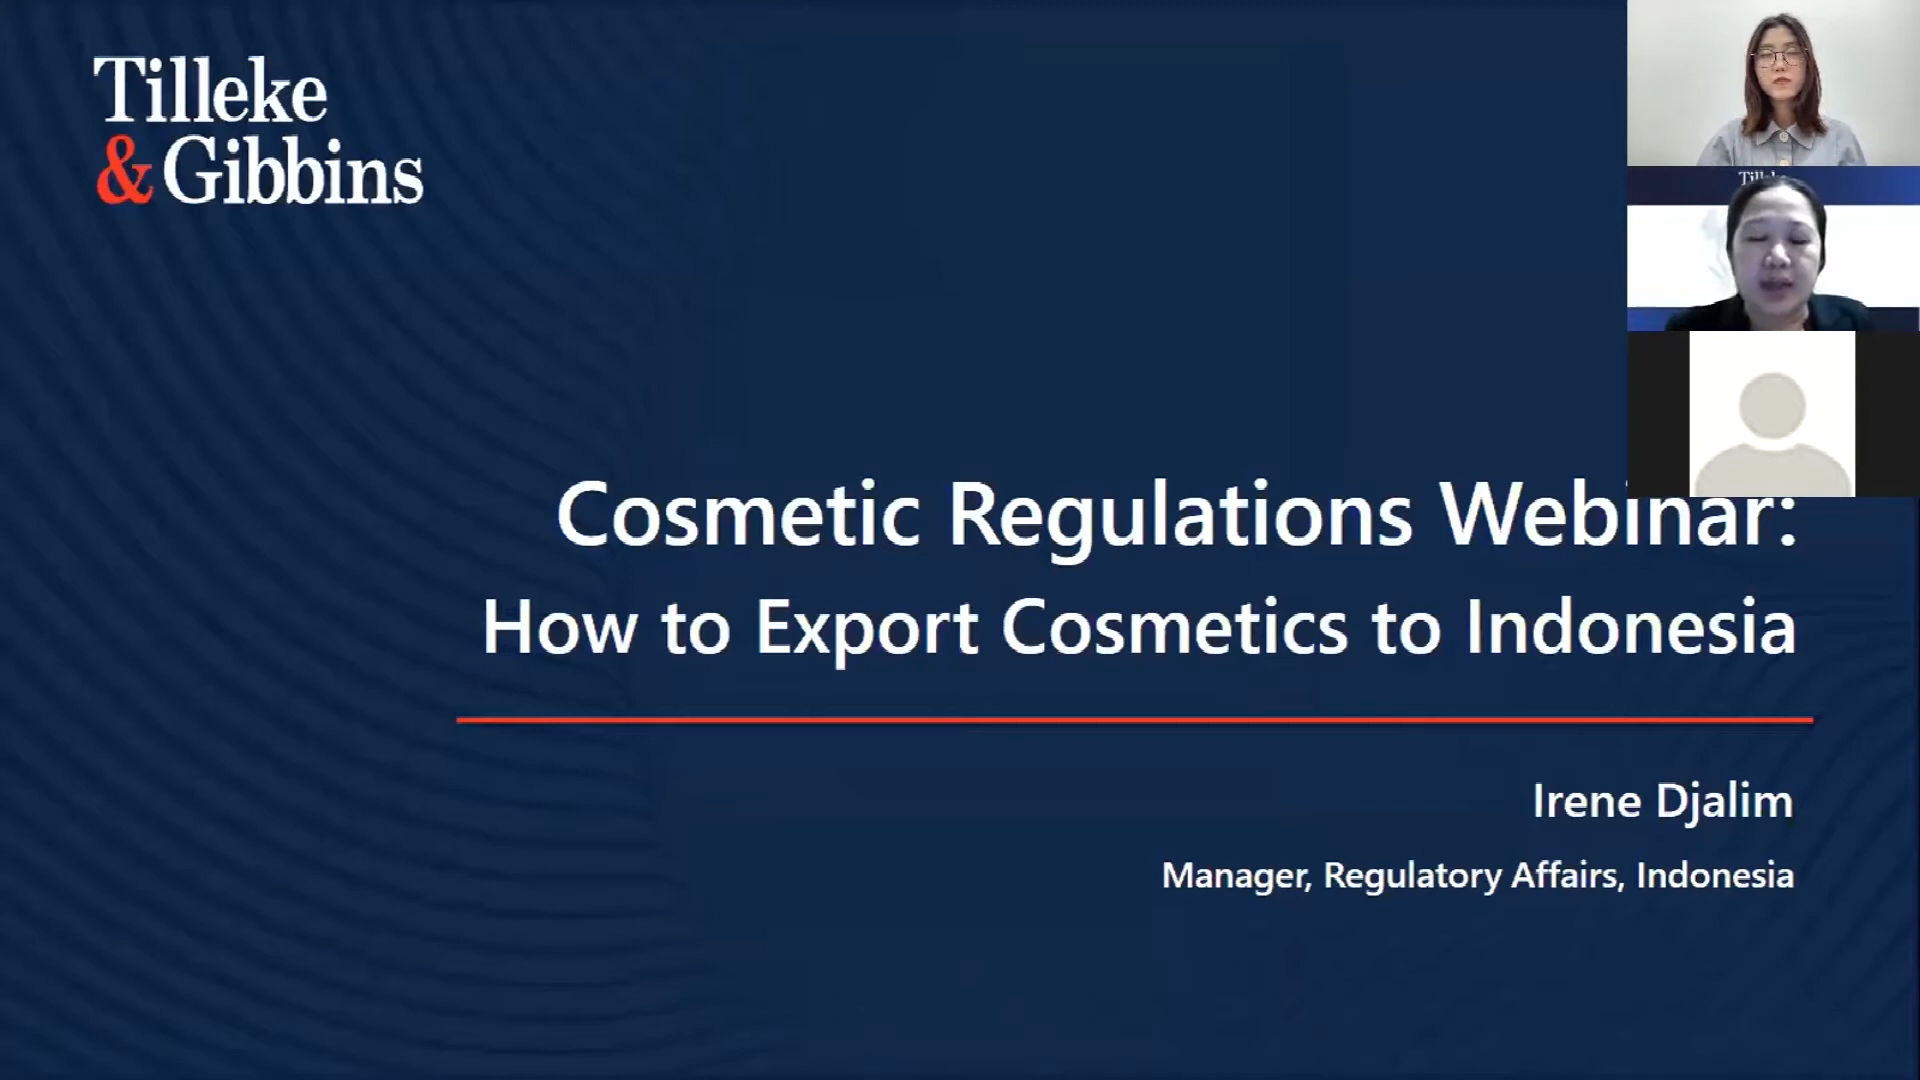 Tilleke
& Gibbins
Cosmetic Regulations Webinar:
How to Export Cosmetics to Indonesia
Irene Djalim
Manager, Regulatory Affairs, Indonesia